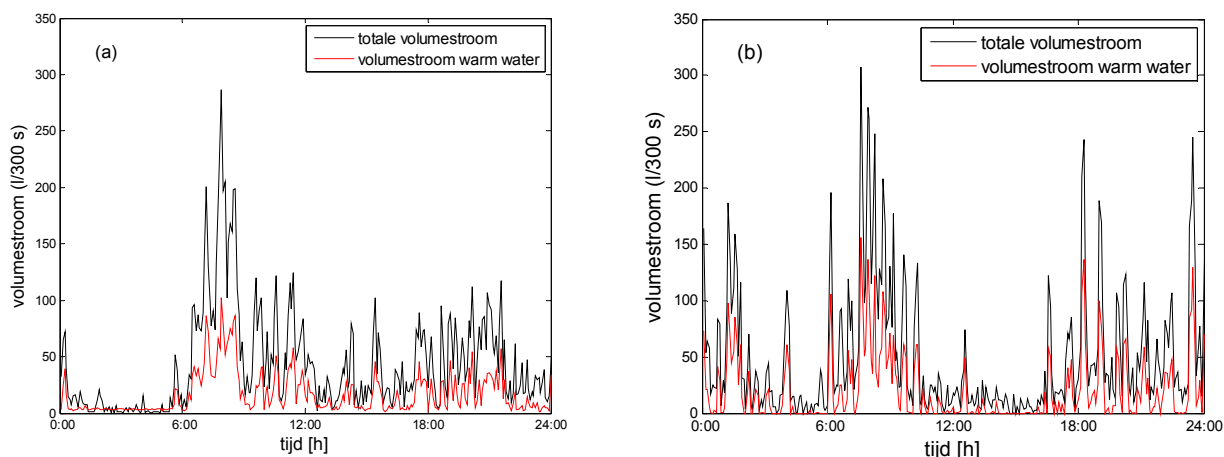 (a)
totale volumestroom
volumestroom warm water
350
300
250
200
150
100
50
0
volumestroom (l/300 s)
0:00 6:00 12:00 18:00 24:00
tijd [h]
(b)
totale volumestroom
volumestroom warm water
350
300
250
200
150
100
50
0
volumestroom (l/300 s)
0:00 6:00 12:00 18:00 24:00
tijd [h]